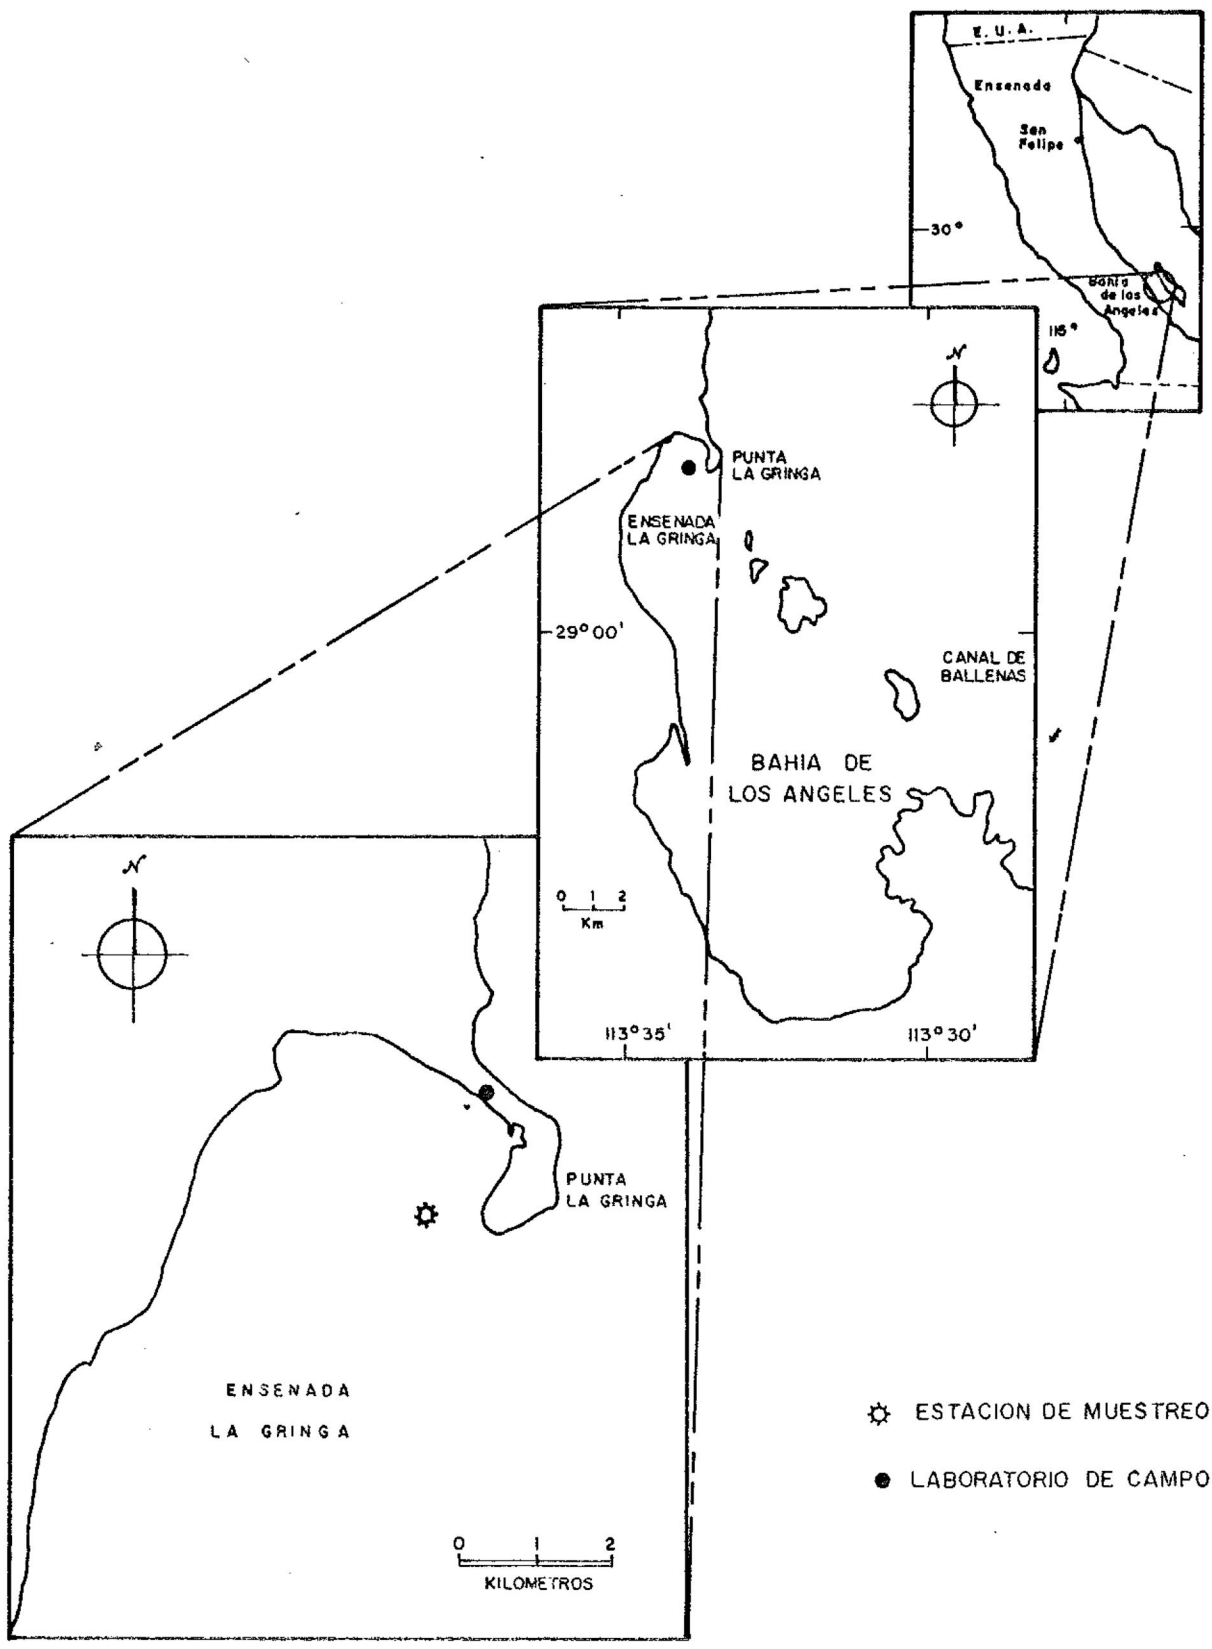 E. U. A.
Ensenada
San
Felipe
30°
Bahia
de los
Angeles
115°
N
PUNTA
LA GRINGA
ENSENADA
LA GRINGA
29°00'
CANAL DE
BALLENAS
BAHIA DE
LOS ANGELES
0 1 2
Km
113°35' 113°30'
N
PUNTA
LA GRINGA
ENSENADA
LA GRINGA
0 1 2
KILOMETROS
ESTACION DE MUESTREO
LABORATORIO DE CAMPO